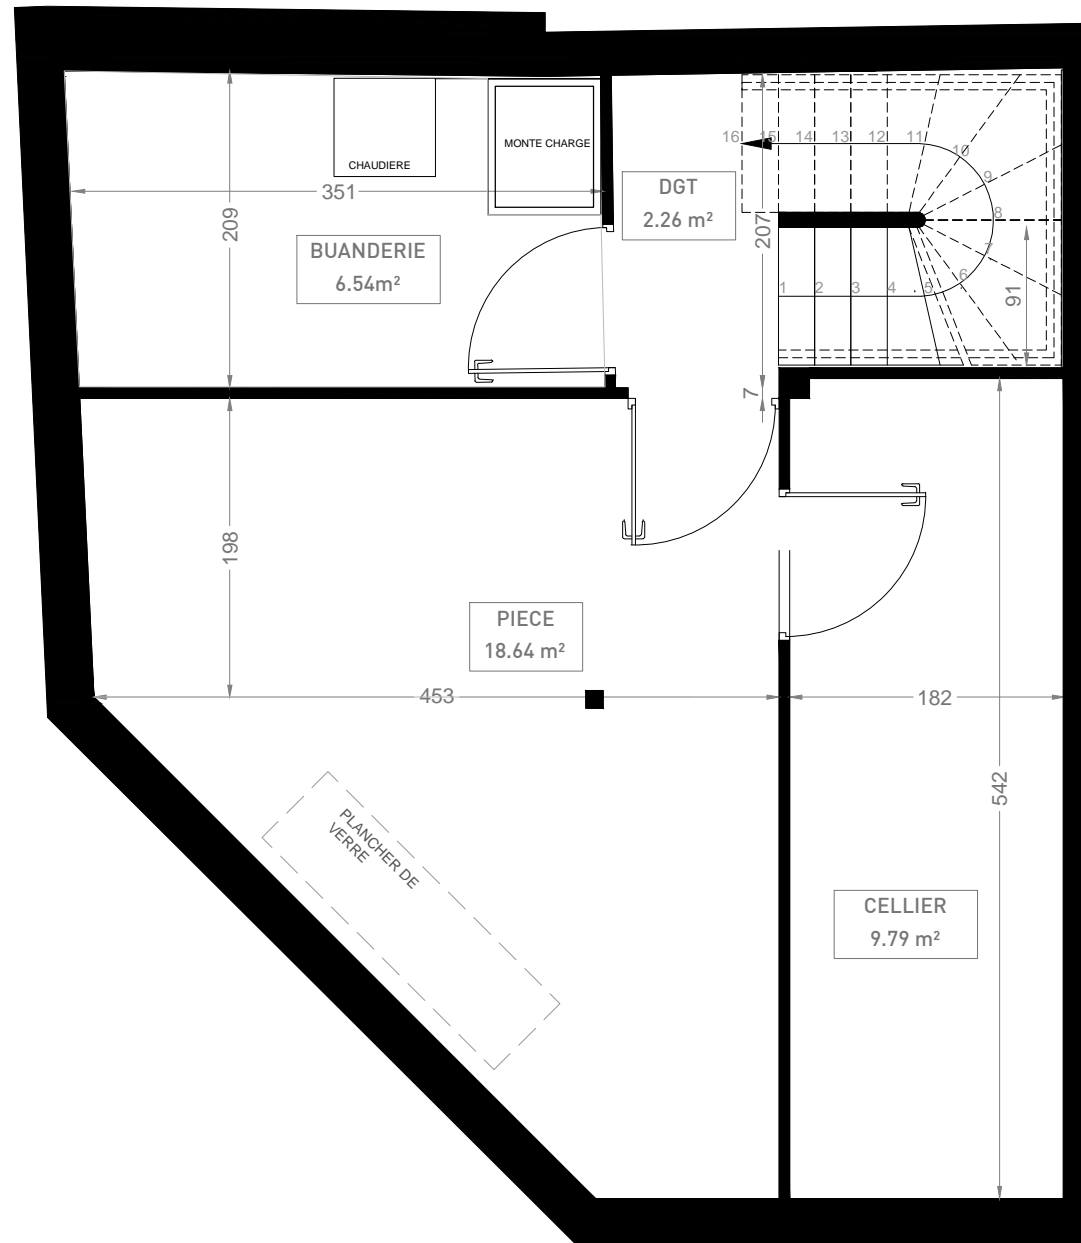 CHAUDIERE
MONTE CHARGE
351
209
BUANDERIE
6.54m²
DGT
2.26 m²
207
16
15
14
13
12
11
10
9
8
7
6
5
4
3
2
1
91
7
198
PIECE
18.64 m²
453
182
542
PLANCHER DE
VERRE
CELLIER
9.79 m²